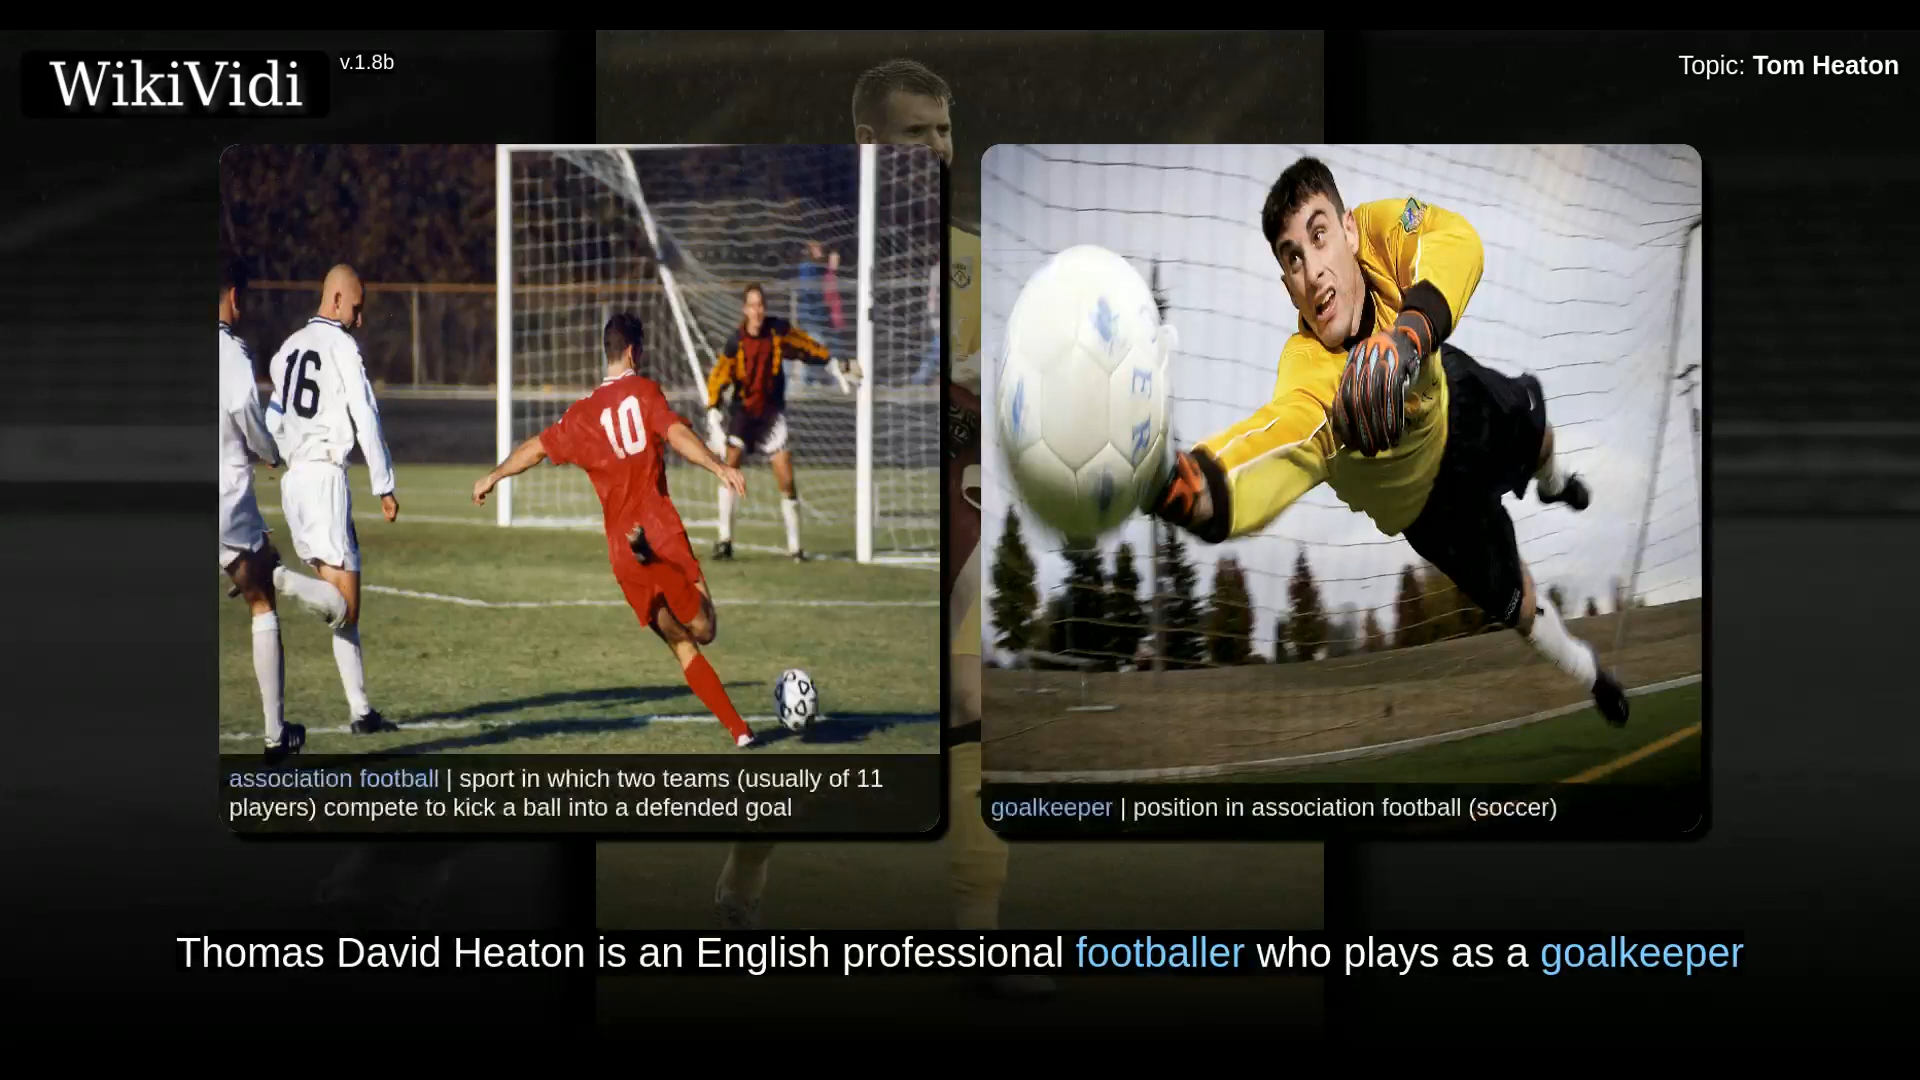 WikiVidi
v.1.8b
Topic: Tom Heaton
16
10
E
R
association football | sport in which two teams (usually of 11
players) compete to kick a ball into a defended goal
goalkeeper | position in association football (soccer)
Thomas David Heaton is an English professional footballer who plays as a goalkeeper